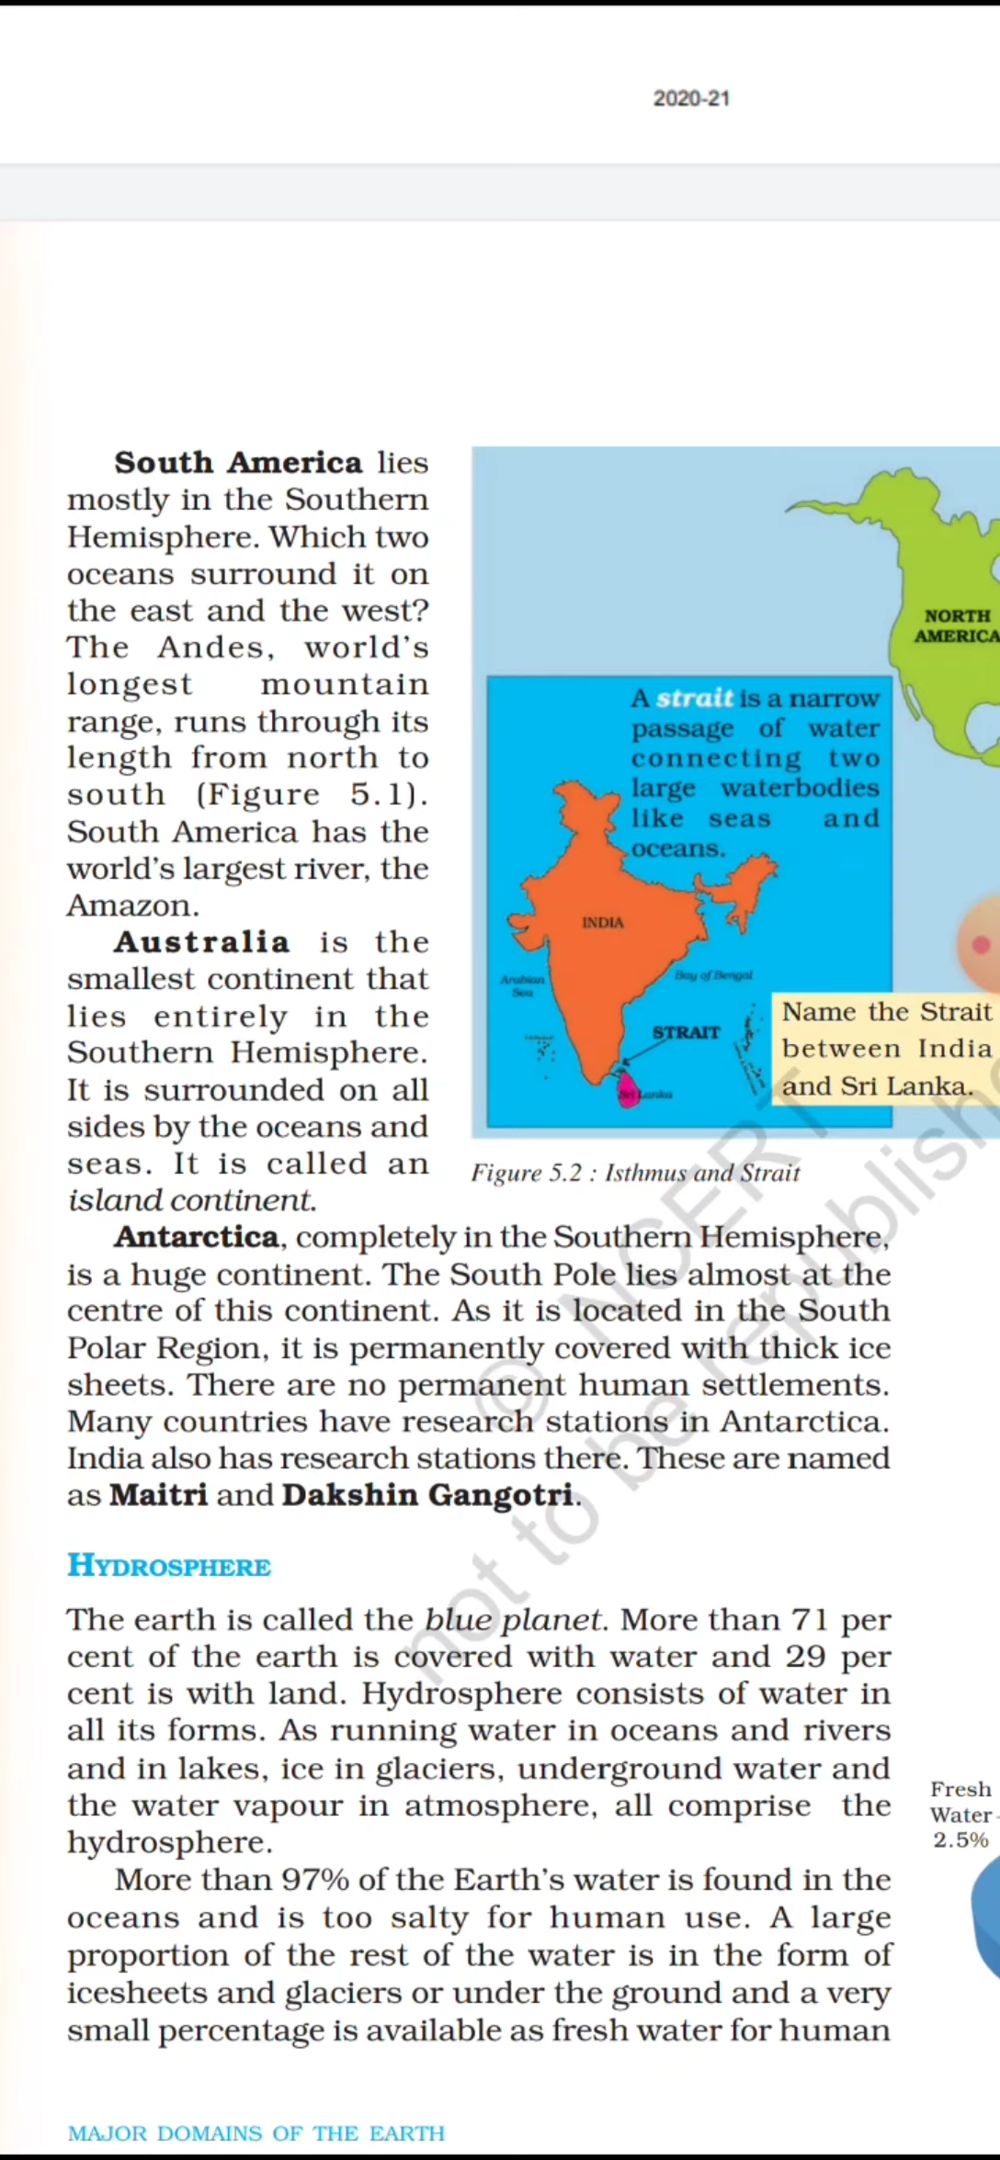 2020-21
South America lies
mostly in the Southern
Hemisphere. Which two
oceans surround it on
the east and the west?
The Andes, world's
longest mountain
range, runs through its
length from north to
south (Figure 5.1).
South America has the
world's largest river, the
Amazon.
Australia is the
smallest continent that
lies entirely in the
Southern Hemisphere.
It is surrounded on all
sides by the oceans and
seas. It is called an
island continent.
NORTH
AMERICA
A strait is a narrow
passage of water
connecting two
large waterbodies
like seas and
oceans.
INDIA
Arabian
Sea
Bay of Bengal
STRAIT
Sri Lanka
Name the Strait
between India
and Sri Lanka.
Figure 5.2 : Isthmus and Strait
Antarctica, completely in the Southern Hemisphere,
is a huge continent. The South Pole lies almost at the
centre of this continent. As it is located in the South
Polar Region, it is permanently covered with thick ice
sheets. There are no permanent human settlements.
Many countries have research stations in Antarctica.
India also has research stations there. These are named
as Maitri and Dakshin Gangotri.
HYDROSPHERE
The earth is called the blue planet. More than 71 per
cent of the earth is covered with water and 29 per
cent is with land. Hydrosphere consists of water in
all its forms. As running water in oceans and rivers
and in lakes, ice in glaciers, underground water and
the water vapour in atmosphere, all comprise the
hydrosphere.
More than 97% of the Earth's water is found in the
oceans and is too salty for human use. A large
proportion of the rest of the water is in the form of
icesheets and glaciers or under the ground and a very
small percentage is available as fresh water for human
Fresh
Water
2.5%
MAJOR DOMAINS OF THE EARTH
© NCERT
not to be republish